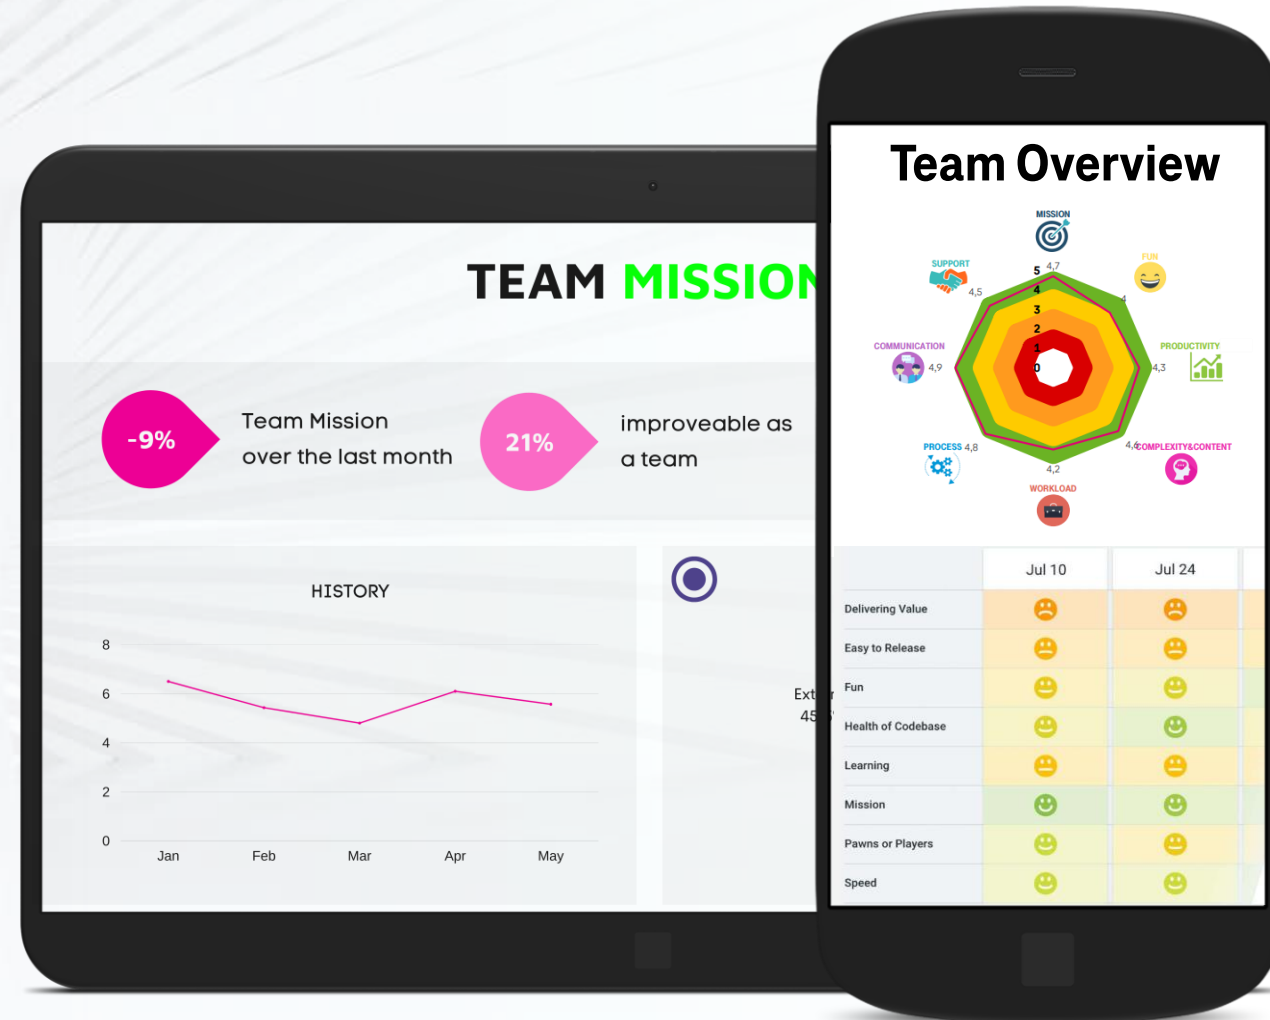 TEAM MISSION
-9%
Team Mission
over the last month
21%
improveable as
a team
HISTORY
8
6
4
2
0
Jan Feb Mar Apr May
Team Overview
MISSION
SUPPORT
FUN
4,7
5
4,5
4
4
3
2
COMMUNICATION
PRODUCTIVITY
1
4,9
0
4,3
PROCESS 4,8
4,6
COMPLEXITY&CONTENT
4,2
WORKLOAD
Jul 10 Jul 24
Delivering Value
Easy to Release
Fun
Health of Codebase
Learning
Mission
Pawns or Players
Speed